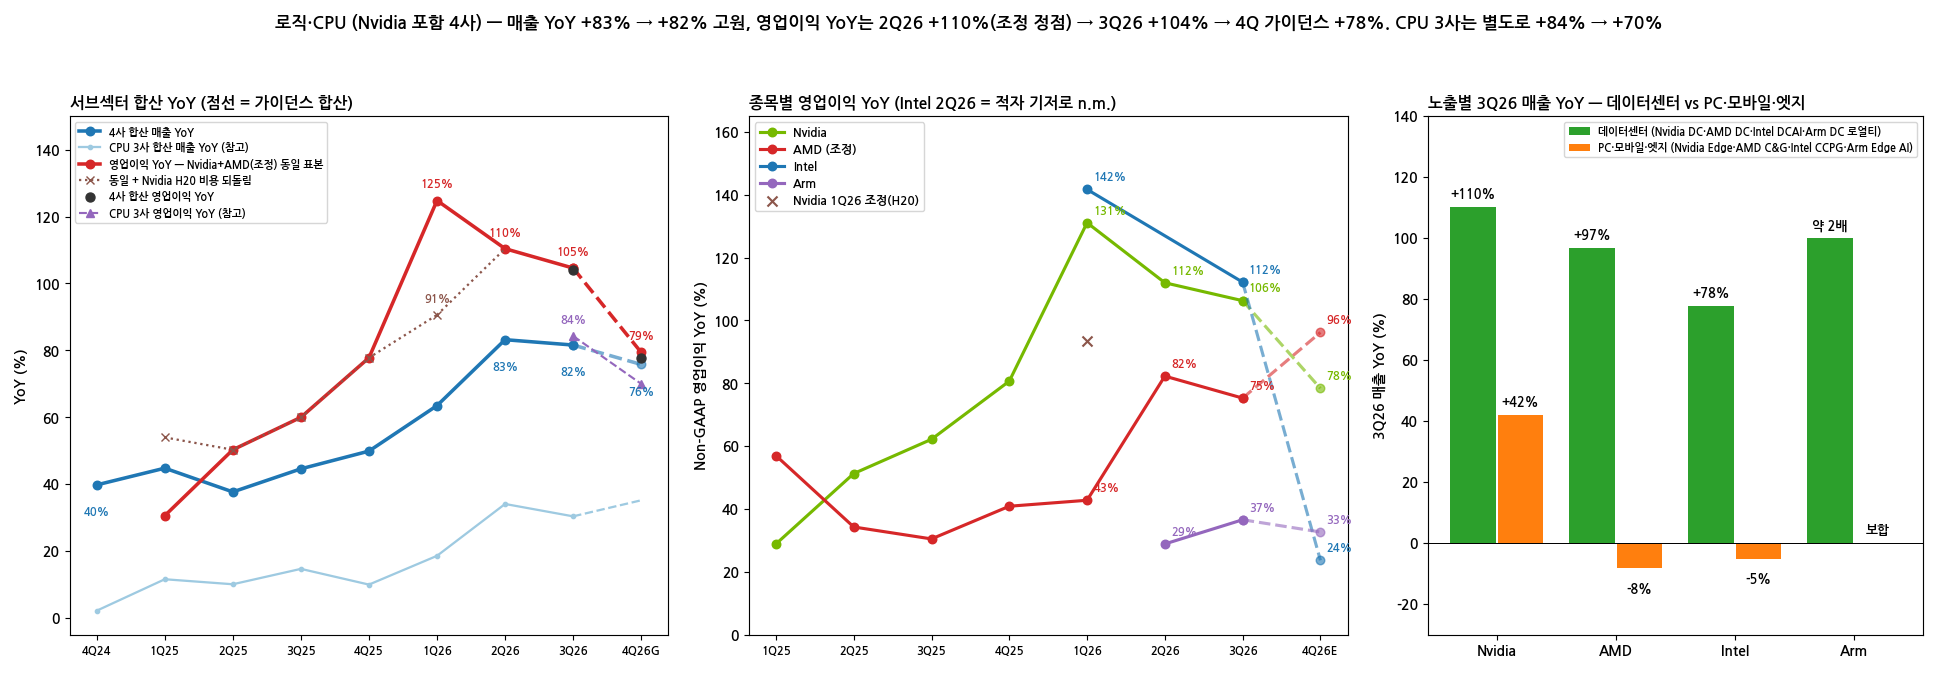 로직·CPU (Nvidia 포함 4사) — 매출 YoY +83% → +82% 고원, 영업이익 YoY는 2Q26 +110%(조정 정점) → 3Q26 +104% → 4Q 가이던스 +78%. CPU 3사는 별도로 +84% → +70%
서브섹터 합산 YoY (점선 = 가이던스 합산)
4사 합산 매출 YoY
CPU 3사 합산 매출 YoY (참고)
영업이익 YoY — Nvidia+AMD(조정) 동일 표본
동일 + Nvidia H20 비용 되돌림
4사 합산 영업이익 YoY
CPU 3사 영업이익 YoY (참고)
YoY (%)
140
120
100
80
60
40
20
0
40%
125%
91%
110%
83%
105%
84%
82%
79%
76%
4Q24
1Q25
2Q25
3Q25
4Q25
1Q26
2Q26
3Q26
4Q26G
종목별 영업이익 YoY (Intel 2Q26 = 적자 기저로 n.m.)
Nvidia
AMD (조정)
Intel
Arm
Nvidia 1Q26 조정(H20)
Non-GAAP 영업이익 YoY (%)
160
140
120
100
80
60
40
20
0
142%
131%
43%
112%
82%
29%
112%
106%
75%
37%
96%
78%
33%
24%
1Q25
2Q25
3Q25
4Q25
1Q26
2Q26
3Q26
4Q26E
노출별 3Q26 매출 YoY — 데이터센터 vs PC·모바일·엣지
데이터센터 (Nvidia DC·AMD DC·Intel DCAI·Arm DC 로열티)
PC·모바일·엣지 (Nvidia Edge·AMD C&G·Intel CCPG·Arm Edge AI)
3Q26 매출 YoY (%)
140
120
100
80
60
40
20
0
-20
+110%
+42%
+97%
-8%
+78%
-5%
약 2배
보합
Nvidia
AMD
Intel
Arm